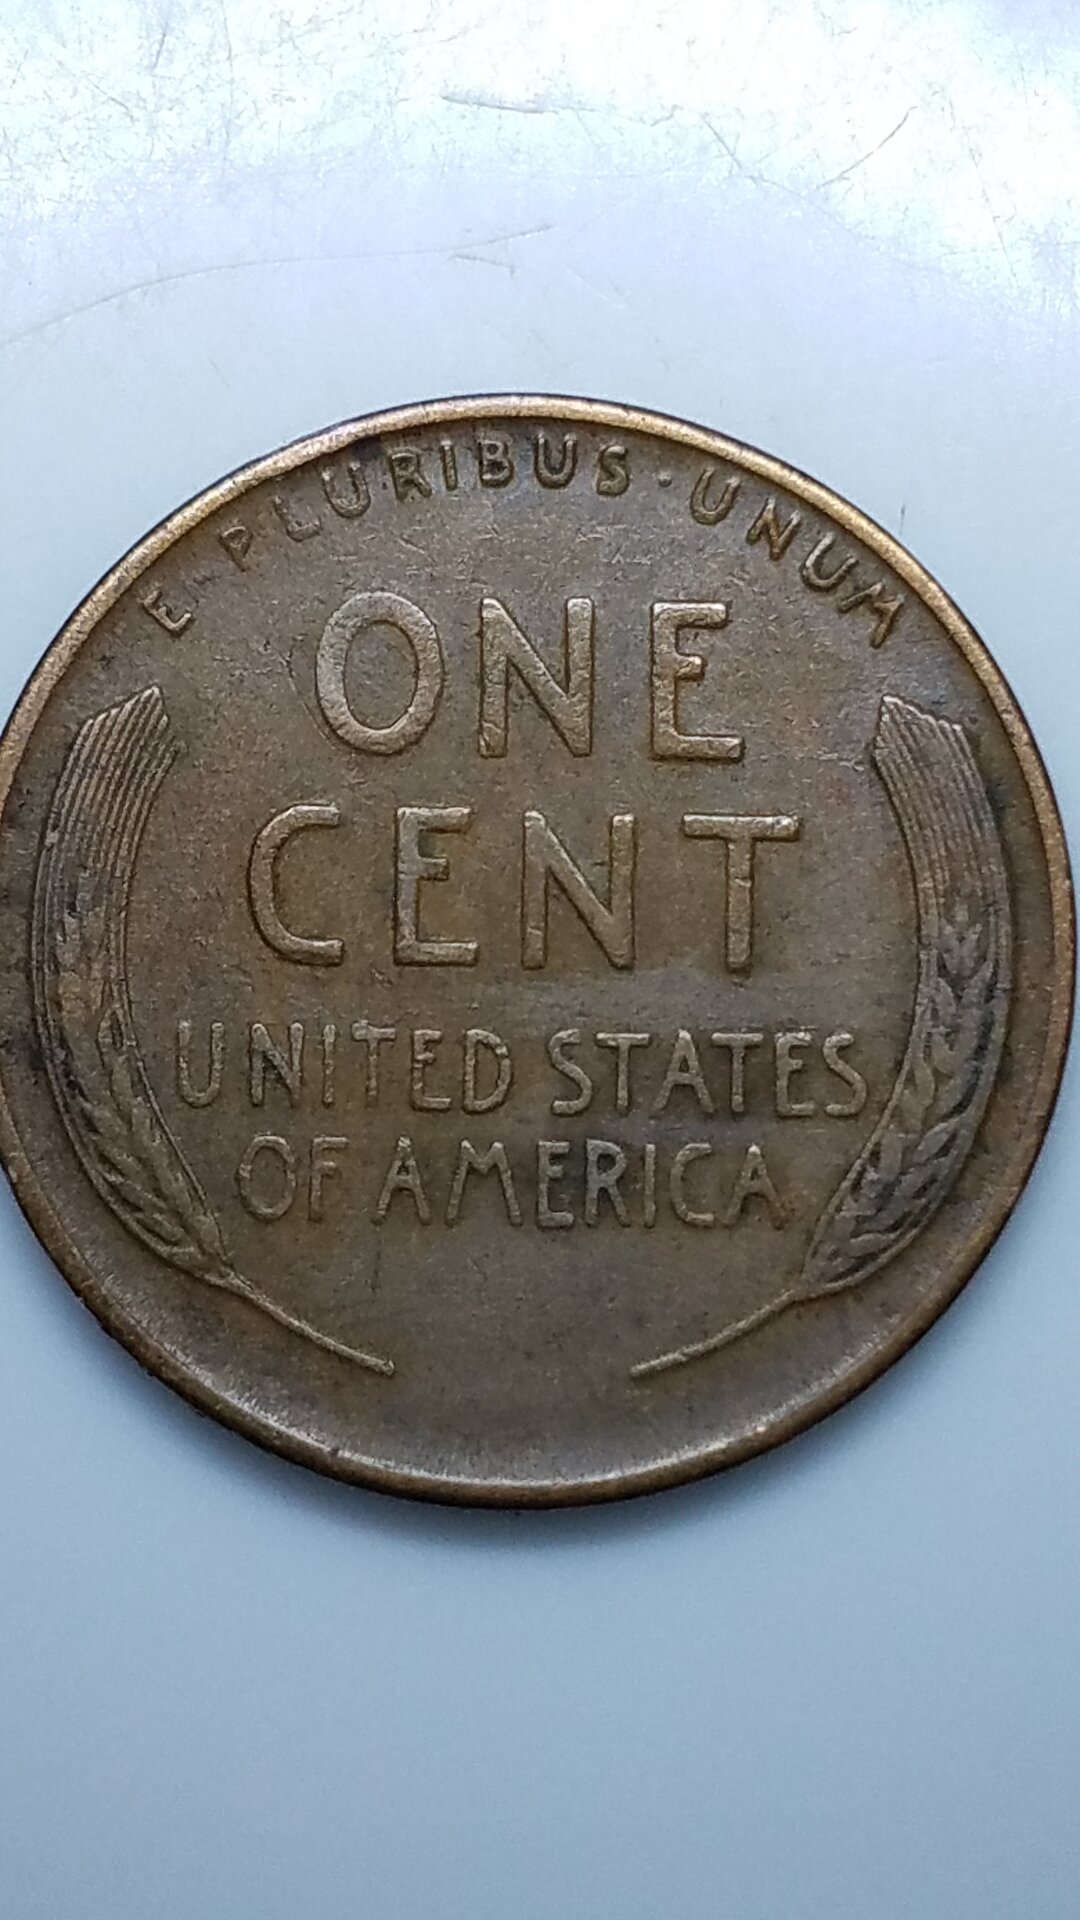 E · PLURIBUS · UNUM
ONE
CENT
UNITED STATES
OF AMERICA